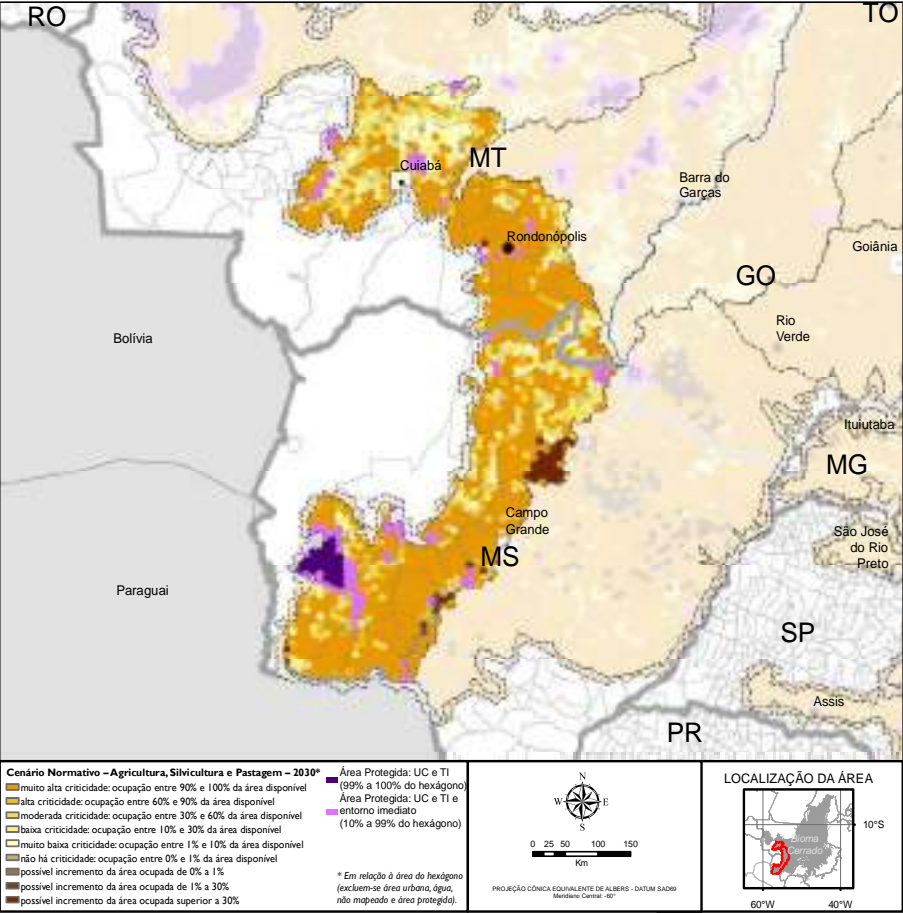 RO
TO
MT
Cuiabá
Barra do
Garças
Rondonópolis
Goiânia
GO
Rio
Verde
Bolívia
Ituiutaba
MG
Campo
Grande
São José
do Rio
Preto
MS
Paraguai
SP
Assis
PR
Cenário Normativo – Agricultura, Silvicultura e Pastagem – 2030*
muito alta criticidade: ocupação entre 90% e 100% da área disponível
alta criticidade: ocupação entre 60% e 90% da área disponível
moderada criticidade: ocupação entre 30% e 60% da área disponível
baixa criticidade: ocupação entre 10% e 30% da área disponível
muito baixa criticidade: ocupação entre 1% e 10% da área disponível
não há criticidade: ocupação entre 0% e 1% da área disponível
possível incremento da área ocupada de 0% a 1%
possível incremento da área ocupada de 1% a 30%
possível incremento da área ocupada superior a 30%
Área Protegida: UC e TI
(99% a 100% do hexágono)
Área Protegida: UC e TI e
entorno imediato
(10% a 99% do hexágono)
* Em relação à área do hexágono
(excluem-se área urbana, água,
não mapeado e área protegida).
N
W E
S
0 25 50 100 150
Km
PROJEÇÃO CÔNICA EQUIVALENTE DE ALBERS - DATUM SAD69
Meridiano Central: -60°
LOCALIZAÇÃO DA ÁREA
Bioma
Cerrado
10°S
60°W 40°W